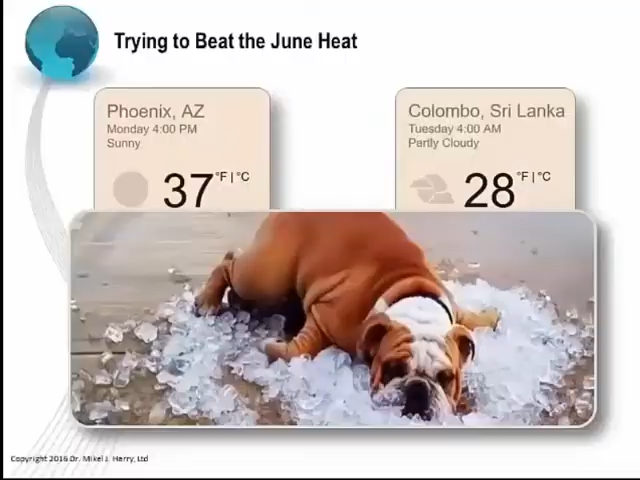 Trying to Beat the June Heat
Phoenix, AZ
Monday 4:00 PM
Sunny
37 °F | °C
Colombo, Sri Lanka
Tuesday 4:00 AM
Partly Cloudy
28 °F | °C
Copyright 2016 Dr. Mikel J. Harry, Ltd